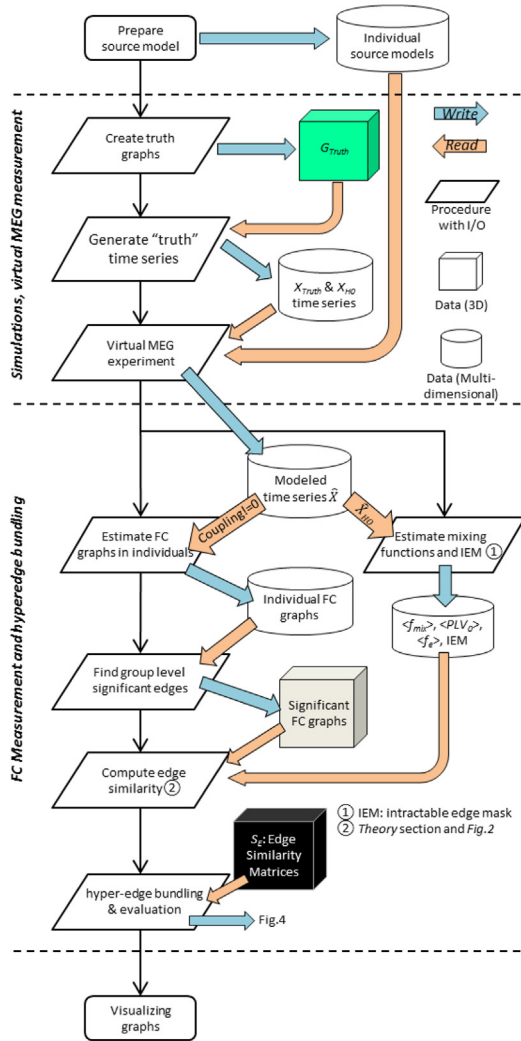 Prepare
source model
Individual
source models
Simulations, virtual MEG measurement
Create truth
graphs
G_Truth
Write
Read
Procedure
with I/O
Generate “truth”
time series
X_Truth & X_H0
time series
Data (3D)
Virtual MEG
experiment
Data (Multi-
dimensional)
FC Measurement and hyperedge bundling
Modeled
time series X̂
Coupling!=0
X̂_H0
Estimate FC
graphs in individuals
Estimate mixing
functions and IEM ①
Individual FC
graphs
<f_mix>, <PLV_0>,
<f_e>, IEM
Find group level
significant edges
Significant
FC graphs
Compute edge
similarity ②
① IEM: intractable edge mask
② Theory section and Fig.2
S_E: Edge
Similarity
Matrices
hyper-edge bundling
& evaluation
Fig.4
Visualizing
graphs